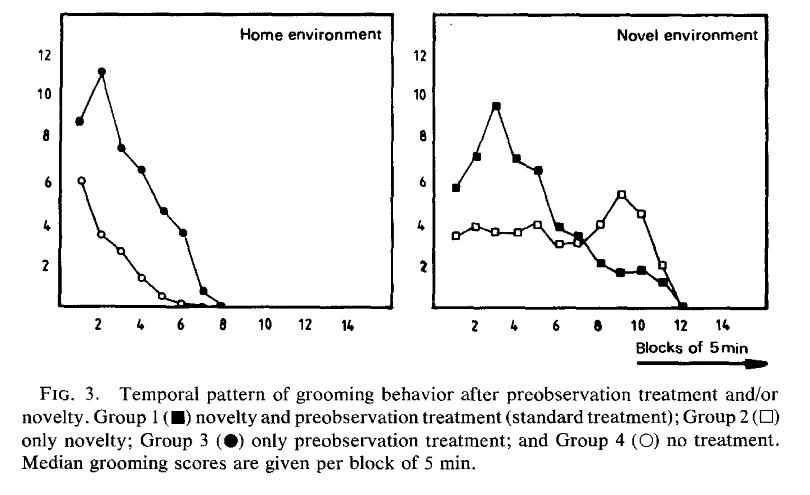 Home environment
12
10
8
6
4
2
2 4 6 8 10 12 14
Novel environment
12
10
8
6
4
2
2 4 6 8 10 12 14
Blocks of 5 min
FIG. 3. Temporal pattern of grooming behavior after preobservation treatment and/or
novelty. Group 1 (■) novelty and preobservation treatment (standard treatment); Group 2 (□)
only novelty; Group 3 (●) only preobservation treatment; and Group 4 (○) no treatment.
Median grooming scores are given per block of 5 min.